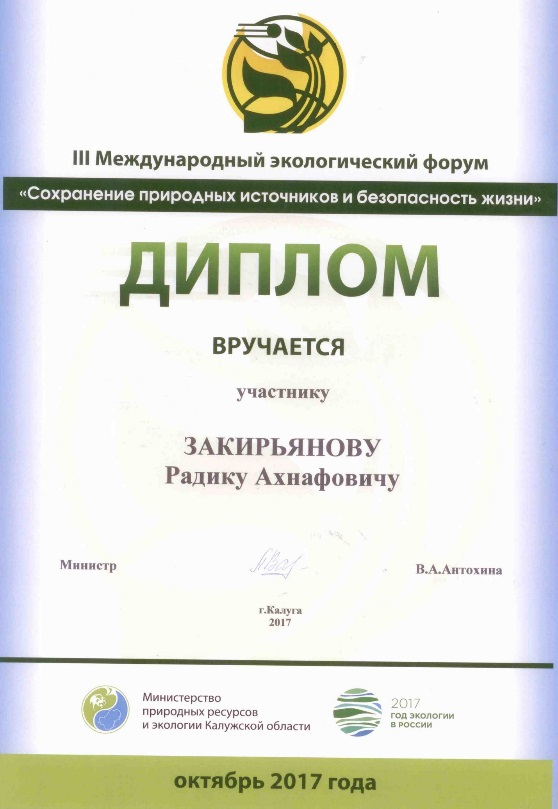 III Международный экологический форум
«Сохранение природных источников и безопасность жизни»
ДИПЛОМ
ВРУЧАЕТСЯ
участнику
ЗАКИРЬЯНОВУ
Радику Ахнафовичу
Министр
В.А.Антохина
г.Калуга
2017
Министерство
природных ресурсов
и экологии Калужской области
2017
ГОД ЭКОЛОГИИ
В РОССИИ
октябрь 2017 года